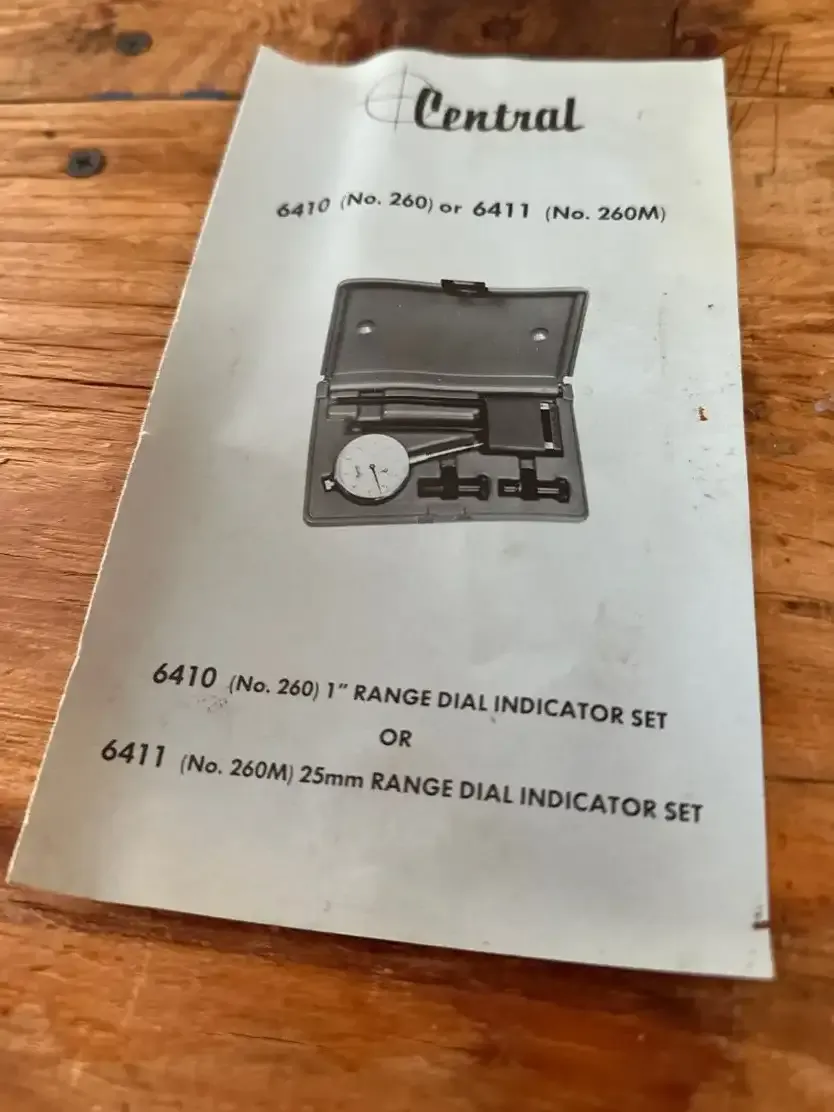 Central
6410 (No. 260) or 6411 (No. 260M)
6410 (No. 260) 1" RANGE DIAL INDICATOR SET
OR
6411 (No. 260M) 25mm RANGE DIAL INDICATOR SET